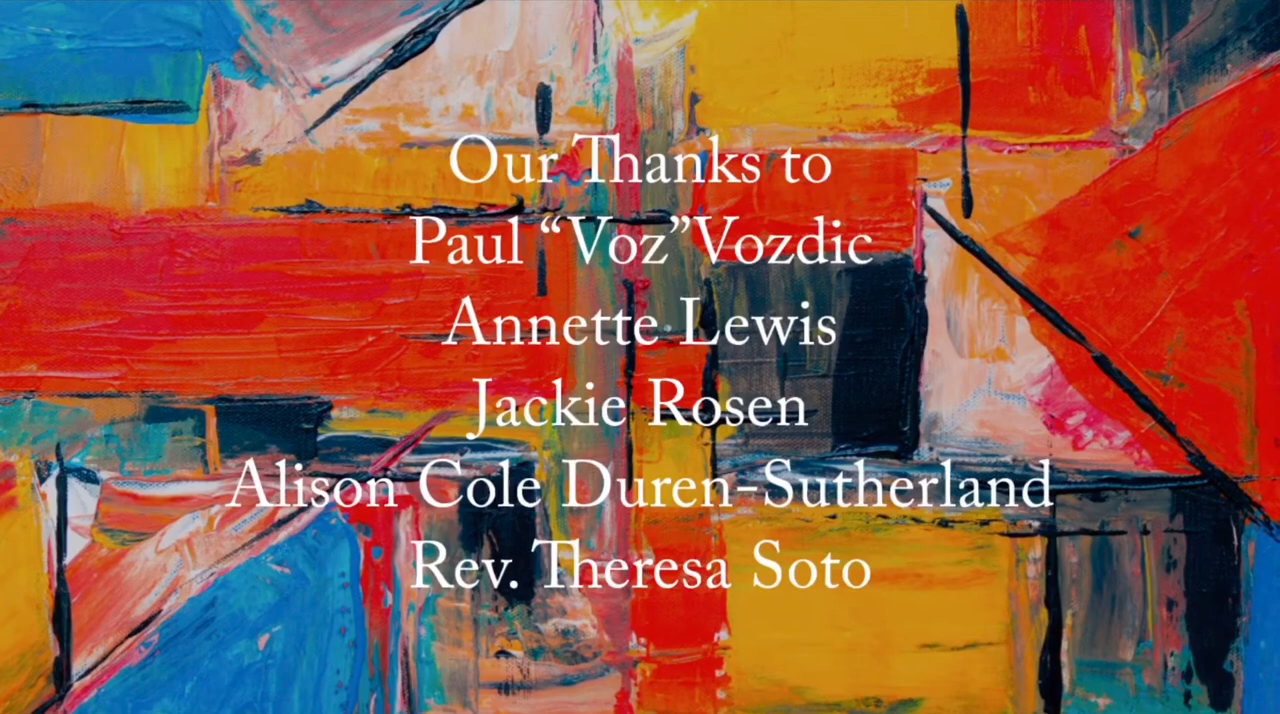 Our Thanks to
Paul “Voz”Vozdic
Annette Lewis
Jackie Rosen
Alison Cole Duren-Sutherland
Rev. Theresa Soto